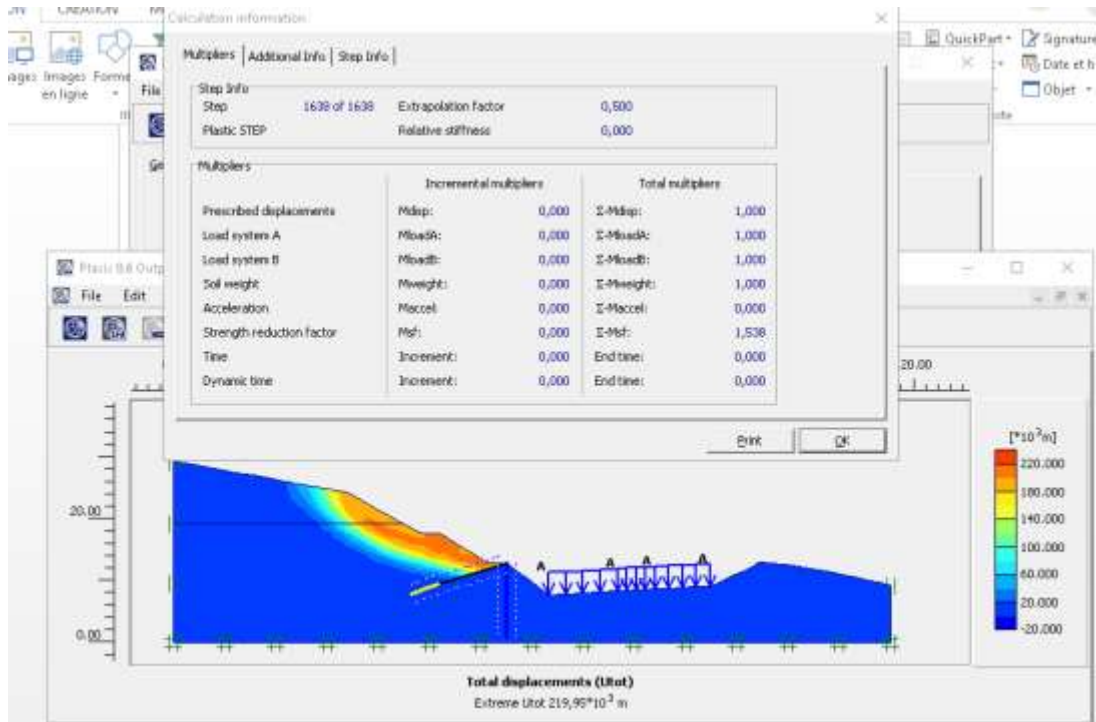 CREATION
Calculation information
QuickPart
Signature
Images
Forme
Date et h
en ligne
Objet
File
Multipliers Additional Info Step Info
Step Info
Step 1638 of 1638 Extrapolation factor 0,500
Plastic STEP Relative stiffness 0,000
Multipliers
Incremental multipliers Total multipliers
Prescribed displacements Mdisp: 0,000 Σ-Mdisp: 1,000
Load system A MloadA: 0,000 Σ-MloadA: 1,000
Load system B MloadB: 0,000 Σ-MloadB: 1,000
Soil weight Mweight: 0,000 Σ-Mweight: 1,000
Acceleration Maccel: 0,000 Σ-Maccel: 0,000
Strength reduction factor Msf: 0,000 Σ-Msf: 1,538
Time Increment: 0,000 End time: 0,000
Dynamic time Increment: 0,000 End time: 0,000
Print OK
File Edit
20.00
[*10⁻³m]
220.000
180.000
140.000
100.000
60.000
20.000
-20.000
20.00
0.00
A A A A
Total displacements (Utot)
Extreme Utot 219,95*10⁻³ m